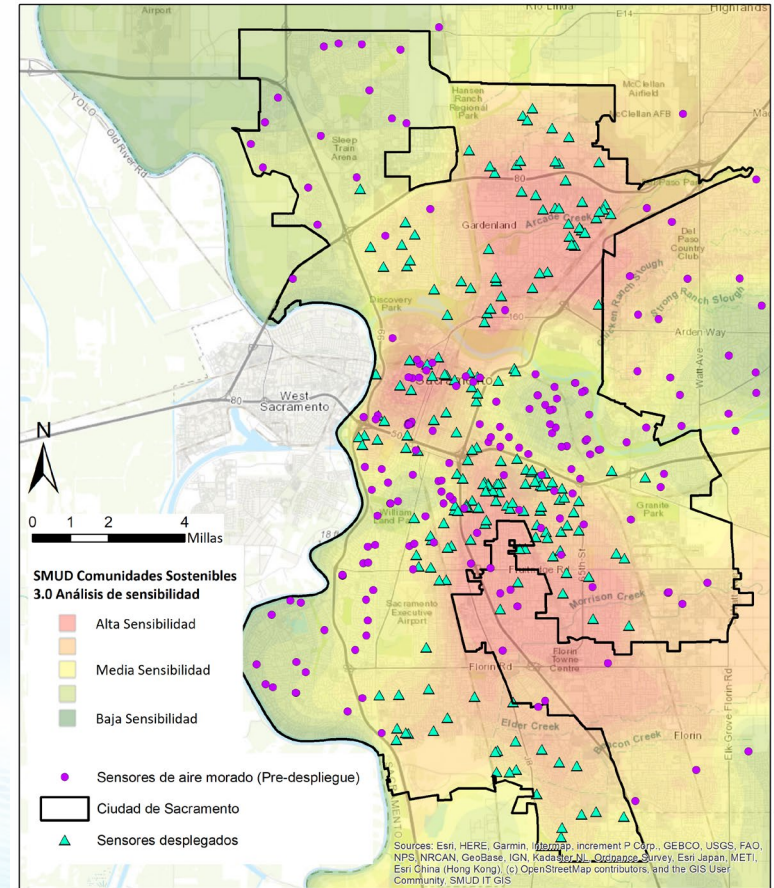 Airport
Rio Linda
E14
Highlands
YOLO
Old River Rd
Hansen
Ranch
Regional
Park
McClellan
Airfield
McClellan AFB
Sleep
Train
Arena
80
Gardenland
Arcade Creek
Del
Paso
Country
Club
Chicken Ranch Slough
Strong Ranch Slough
Discovery
Park
160
99
Arden Way
Watt Ave
Sacramento
West
Sacramento
80
50
N
0 1 2 4
Millas
William
Land Park
Granite
Park
65th St
Fruitridge Rd
Morrison Creek
Sacramento
Executive
Airport
Florin
Towne
Centre
Florin Rd
Elder Creek
Beacon Creek
Florin
Elk-Grove Florin-Rd
SACRAMENTO
SMUD Comunidades Sostenibles
3.0 Análisis de sensibilidad
Alta Sensibilidad
Media Sensibilidad
Baja Sensibilidad
Sensores de aire morado (Pre-despliegue)
Ciudad de Sacramento
Sensores desplegados
Sources: Esri, HERE, Garmin, Intermap, increment P Corp., GEBCO, USGS, FAO,
NPS, NRCAN, GeoBase, IGN, Kadaster NL, Ordnance Survey, Esri Japan, METI,
Esri China (Hong Kong), (c) OpenStreetMap contributors, and the GIS User
Community, SMUD IT GIS